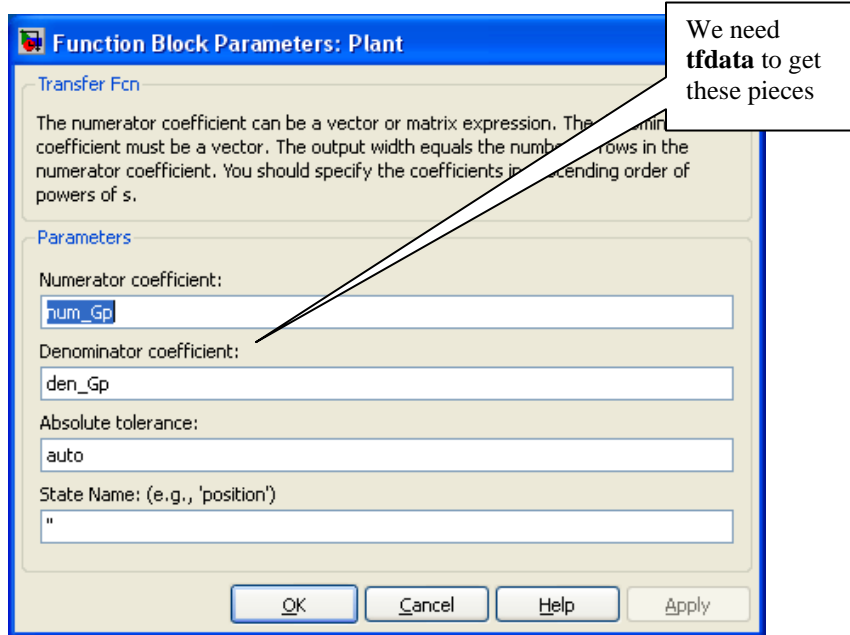 Function Block Parameters: Plant
We need
tfdata to get
these pieces
Transfer Fcn
The numerator coefficient can be a vector or matrix expression. The
coefficient must be a vector. The output width equals the number rows in the
numerator coefficient. You should specify the coefficients in order of
powers of s.
Parameters
Numerator coefficient:
num_Gp
Denominator coefficient:
den_Gp
Absolute tolerance:
auto
State Name: (e.g., 'position')
''
OK Cancel Help Apply